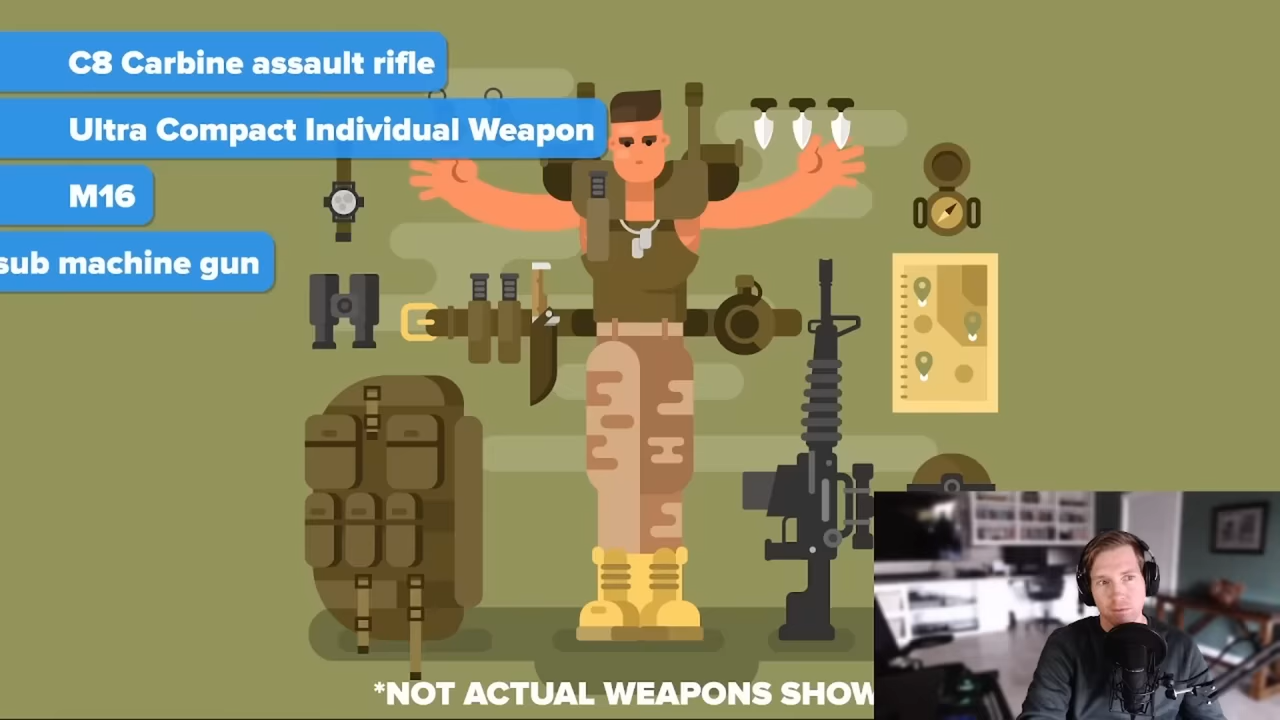 C8 Carbine assault rifle
Ultra Compact Individual Weapon
M16
sub machine gun
*NOT ACTUAL WEAPONS SHOW